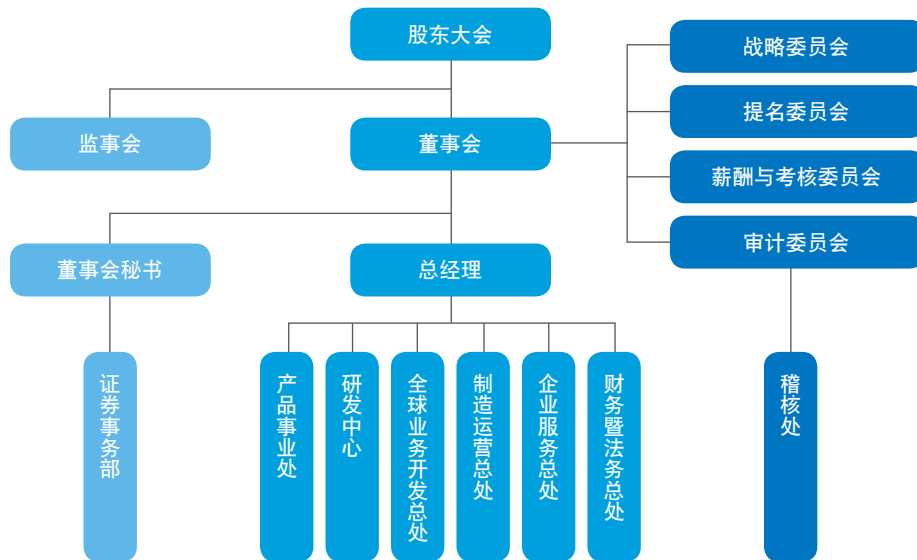 股东大会
战略委员会
提名委员会
监事会
董事会
薪酬与考核委员会
审计委员会
董事会秘书
总经理
证券事务部
产品事业处
研发中心
全球业务开发总处
制造运营总处
企业服务总处
财务暨法务总处
稽核处